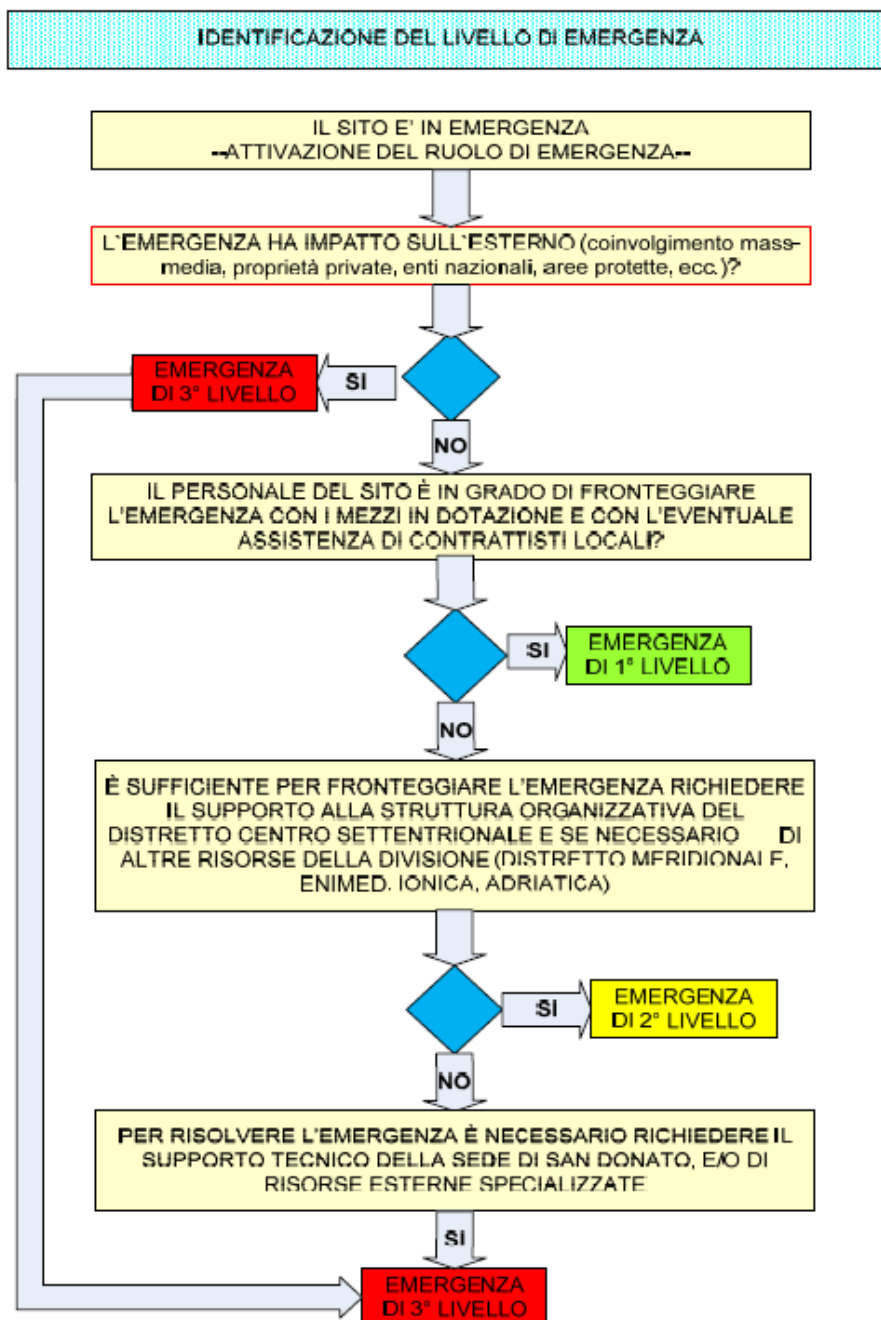 IDENTIFICAZIONE DEL LIVELLO DI EMERGENZA
IL SITO E' IN EMERGENZA
--ATTIVAZIONE DEL RUOLO DI EMERGENZA--
L'EMERGENZA HA IMPATTO SULL'ESTERNO (coinvolgimento mass-
media, proprietà private, enti nazionali, aree protette, ecc.)?
EMERGENZA
DI 3° LIVELLO
SI
NO
IL PERSONALE DEL SITO È IN GRADO DI FRONTEGGIARE
L'EMERGENZA CON I MEZZI IN DOTAZIONE E CON L'EVENTUALE
ASSISTENZA DI CONTRATTISTI LOCALI?
SI
EMERGENZA
DI 1° LIVELLO
NO
È SUFFICIENTE PER FRONTEGGIARE L'EMERGENZA RICHIEDERE
IL SUPPORTO ALLA STRUTTURA ORGANIZZATIVA DEL
DISTRETTO CENTRO SETTENTRIONALE E SE NECESSARIO DI
ALTRE RISORSE DELLA DIVISIONE (DISTRETTO MERIDIONALE,
ENIMED. IONICA, ADRIATICA)
SI
EMERGENZA
DI 2° LIVELLO
NO
PER RISOLVERE L'EMERGENZA È NECESSARIO RICHIEDERE IL
SUPPORTO TECNICO DELLA SEDE DI SAN DONATO, E/O DI
RISORSE ESTERNE SPECIALIZZATE
SI
EMERGENZA
DI 3° LIVELLO